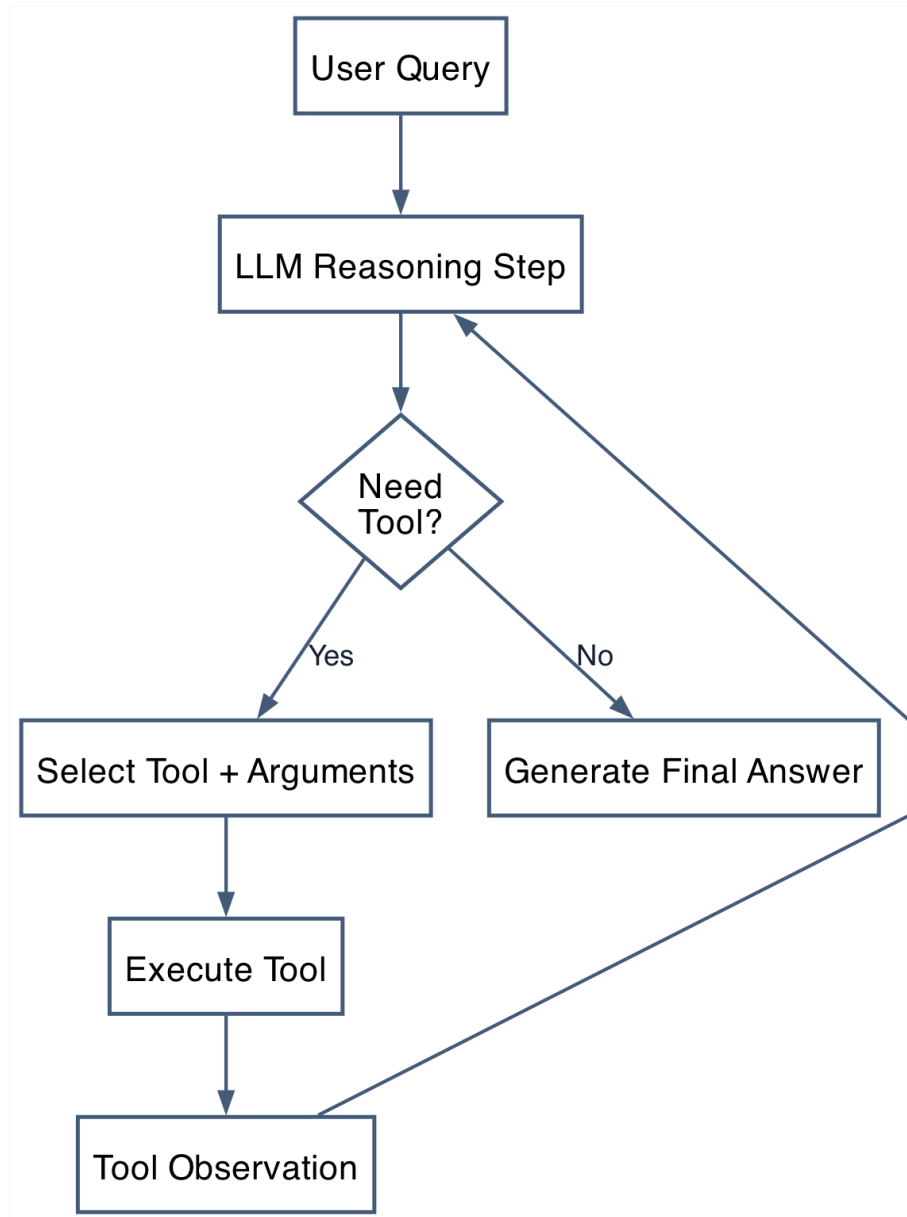 User Query
LLM Reasoning Step
Need
Tool?
Yes
No
Select Tool + Arguments
Generate Final Answer
Execute Tool
Tool Observation